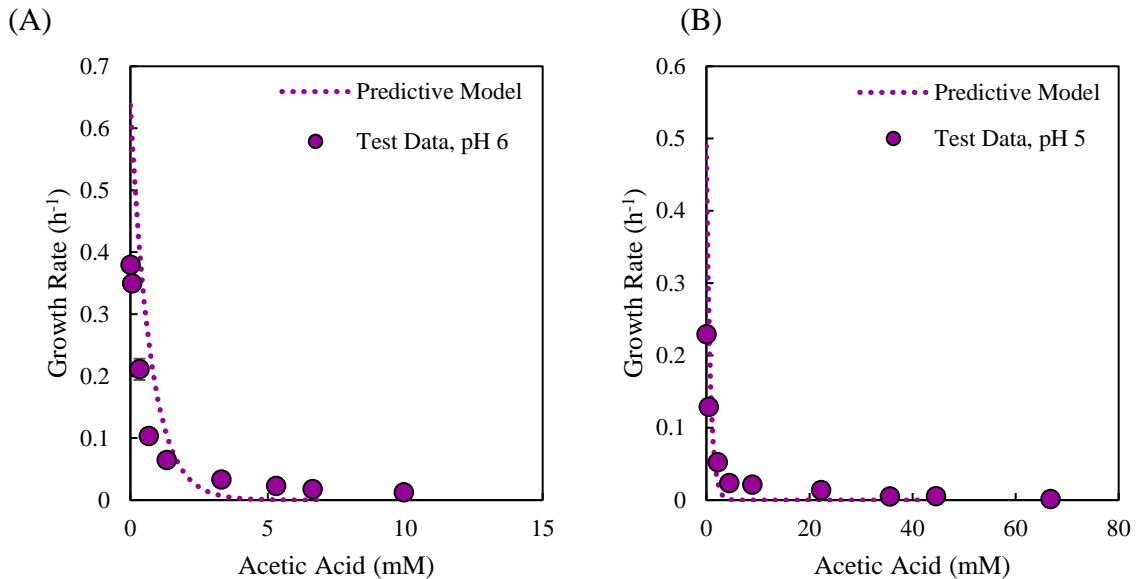 (A)
(B)
0.7
0.6
0.5
0.4
0.3
0.2
0.1
0
0
5
10
15
Growth Rate (h-1)
Acetic Acid (mM)
Predictive Model
Test Data, pH 6
0.6
0.5
0.4
0.3
0.2
0.1
0
0
20
40
60
80
Growth Rate (h-1)
Acetic Acid (mM)
Predictive Model
Test Data, pH 5